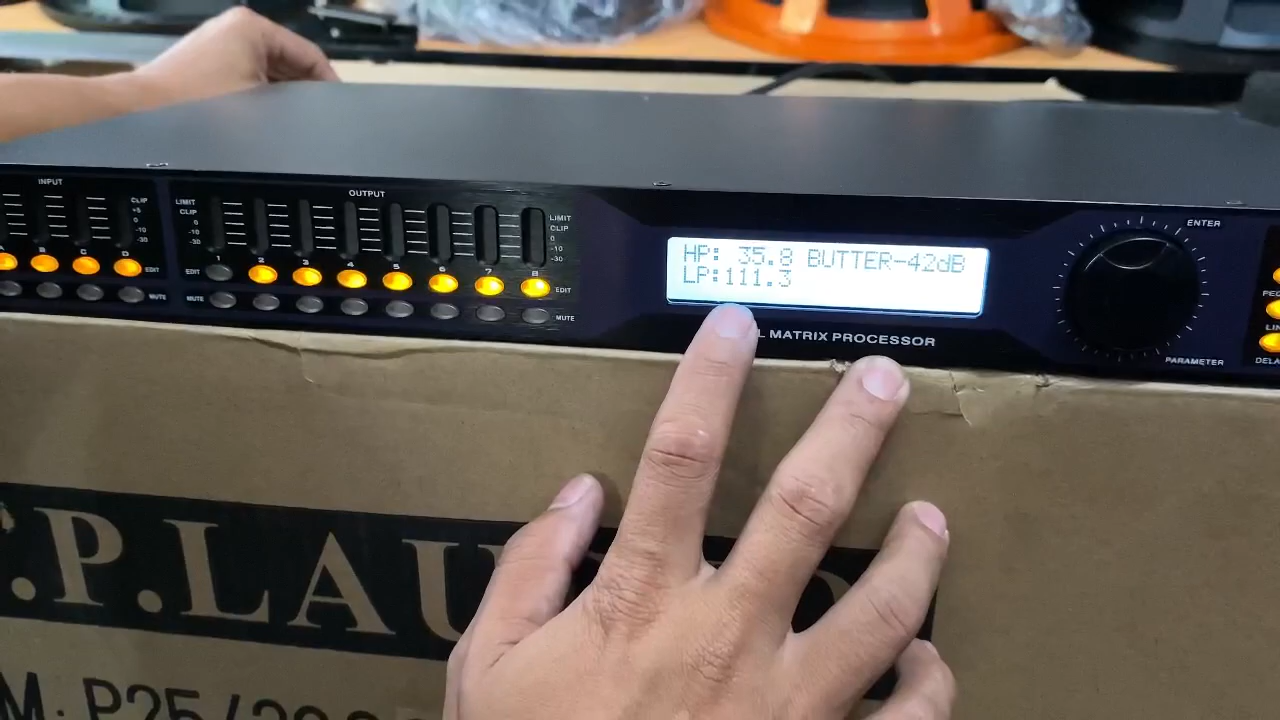 INPUT
CLIP
+5
0
-10
-30
A B C D EDIT
MUTE
OUTPUT
LIMIT
CLIP
0
-10
-30
EDIT 1 2 3 4 5 6 7 8 EDIT
MUTE
LIMIT
CLIP
0
-10
-30
MUTE
HP: 35.8 BUTTER-42dB
LP:111.3
MATRIX PROCESSOR
ENTER
PARAMETER
.P.LAU